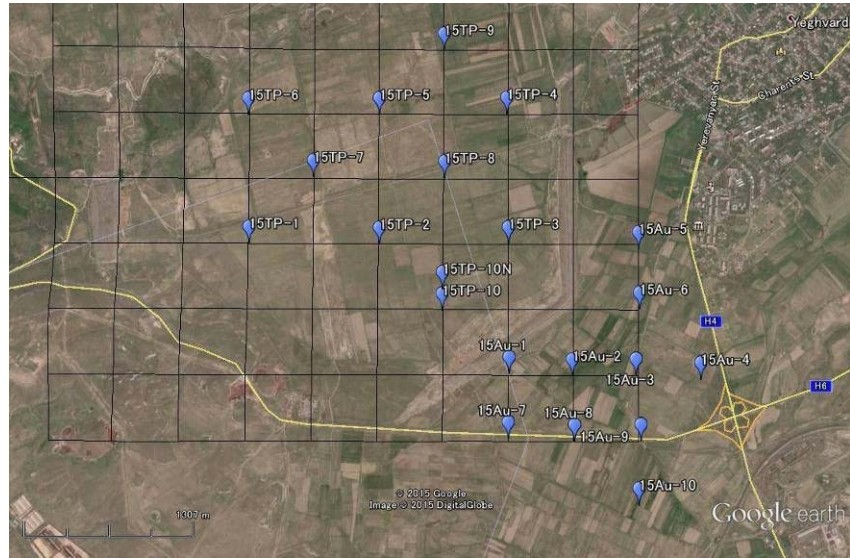 Yeghvard
15TP-9
Charents St.
15TP-6
15TP-5
15TP-4
Yerevanyan St
15TP-7
15TP-8
15TP-1
15TP-2
15TP-3
15Au-5
15TP-10N
15TP-10
15Au-6
H4
15Au-1
15Au-2
15Au-3
15Au-4
H6
15Au-7
15Au-8
15Au-9
15Au-10
© 2015 Google
Image © 2015 DigitalGlobe
1307 m
Google earth